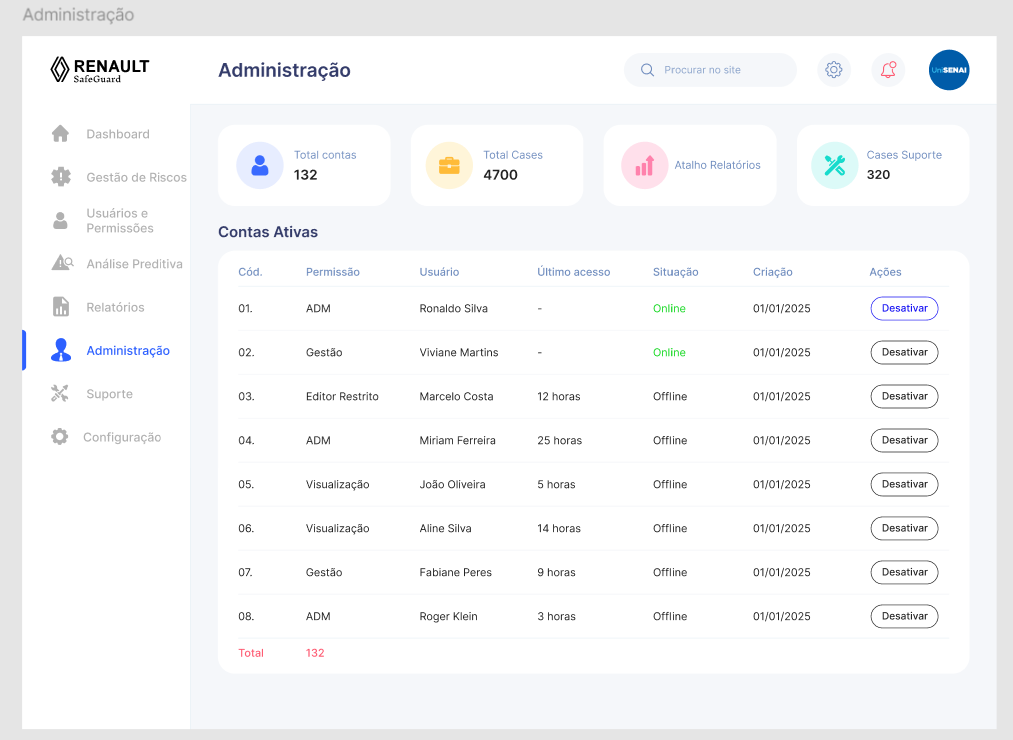 Administração
RENAULT
SafeGuard
Administração
Procurar no site
UniSENAI
Dashboard
Gestão de Riscos
Usuários e
Permissões
Análise Preditiva
Relatórios
Administração
Suporte
Configuração
Total contas
132
Total Cases
4700
Atalho Relatórios
Cases Suporte
320
Contas Ativas
Cód. Permissão Usuário Último acesso Situação Criação Ações
01. ADM Ronaldo Silva - Online 01/01/2025 Desativar
02. Gestão Viviane Martins - Online 01/01/2025 Desativar
03. Editor Restrito Marcelo Costa 12 horas Offline 01/01/2025 Desativar
04. ADM Miriam Ferreira 25 horas Offline 01/01/2025 Desativar
05. Visualização João Oliveira 5 horas Offline 01/01/2025 Desativar
06. Visualização Aline Silva 14 horas Offline 01/01/2025 Desativar
07. Gestão Fabiane Peres 9 horas Offline 01/01/2025 Desativar
08. ADM Roger Klein 3 horas Offline 01/01/2025 Desativar
Total 132